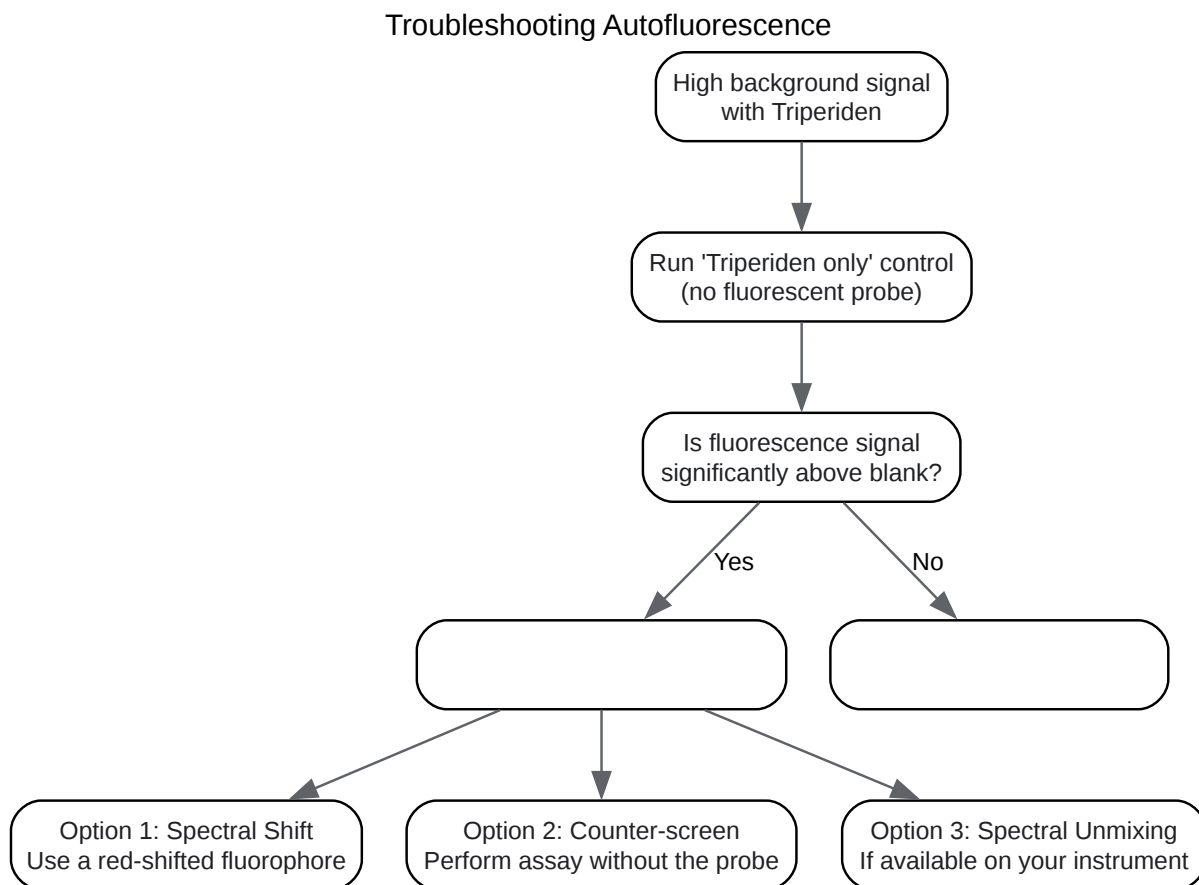 Troubleshooting Autofluorescence
High background signal
with Triperiden
Run 'Triperiden only' control
(no fluorescent probe)
Is fluorescence signal
significantly above blank?
Yes
No
Option 1: Spectral Shift
Use a red-shifted fluorophore
Option 2: Counter-screen
Perform assay without the probe
Option 3: Spectral Unmixing
If available on your instrument